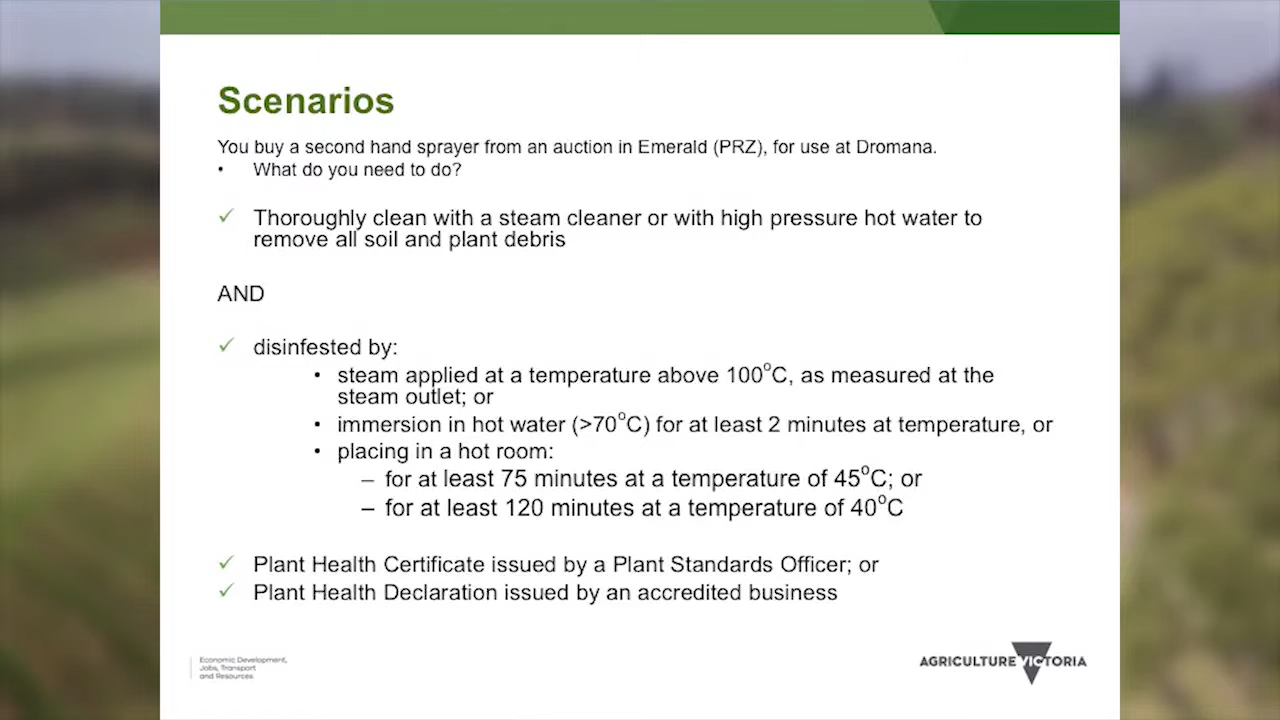 Scenarios
You buy a second hand sprayer from an auction in Emerald (PRZ), for use at Dromana.
• What do you need to do?
✓ Thoroughly clean with a steam cleaner or with high pressure hot water to
remove all soil and plant debris
AND
✓ disinfested by:
• steam applied at a temperature above 100°C, as measured at the
steam outlet; or
• immersion in hot water (>70°C) for at least 2 minutes at temperature, or
• placing in a hot room:
– for at least 75 minutes at a temperature of 45°C; or
– for at least 120 minutes at a temperature of 40°C
✓ Plant Health Certificate issued by a Plant Standards Officer; or
✓ Plant Health Declaration issued by an accredited business
Economic Development,
Jobs, Transport
and Resources
AGRICULTURE VICTORIA